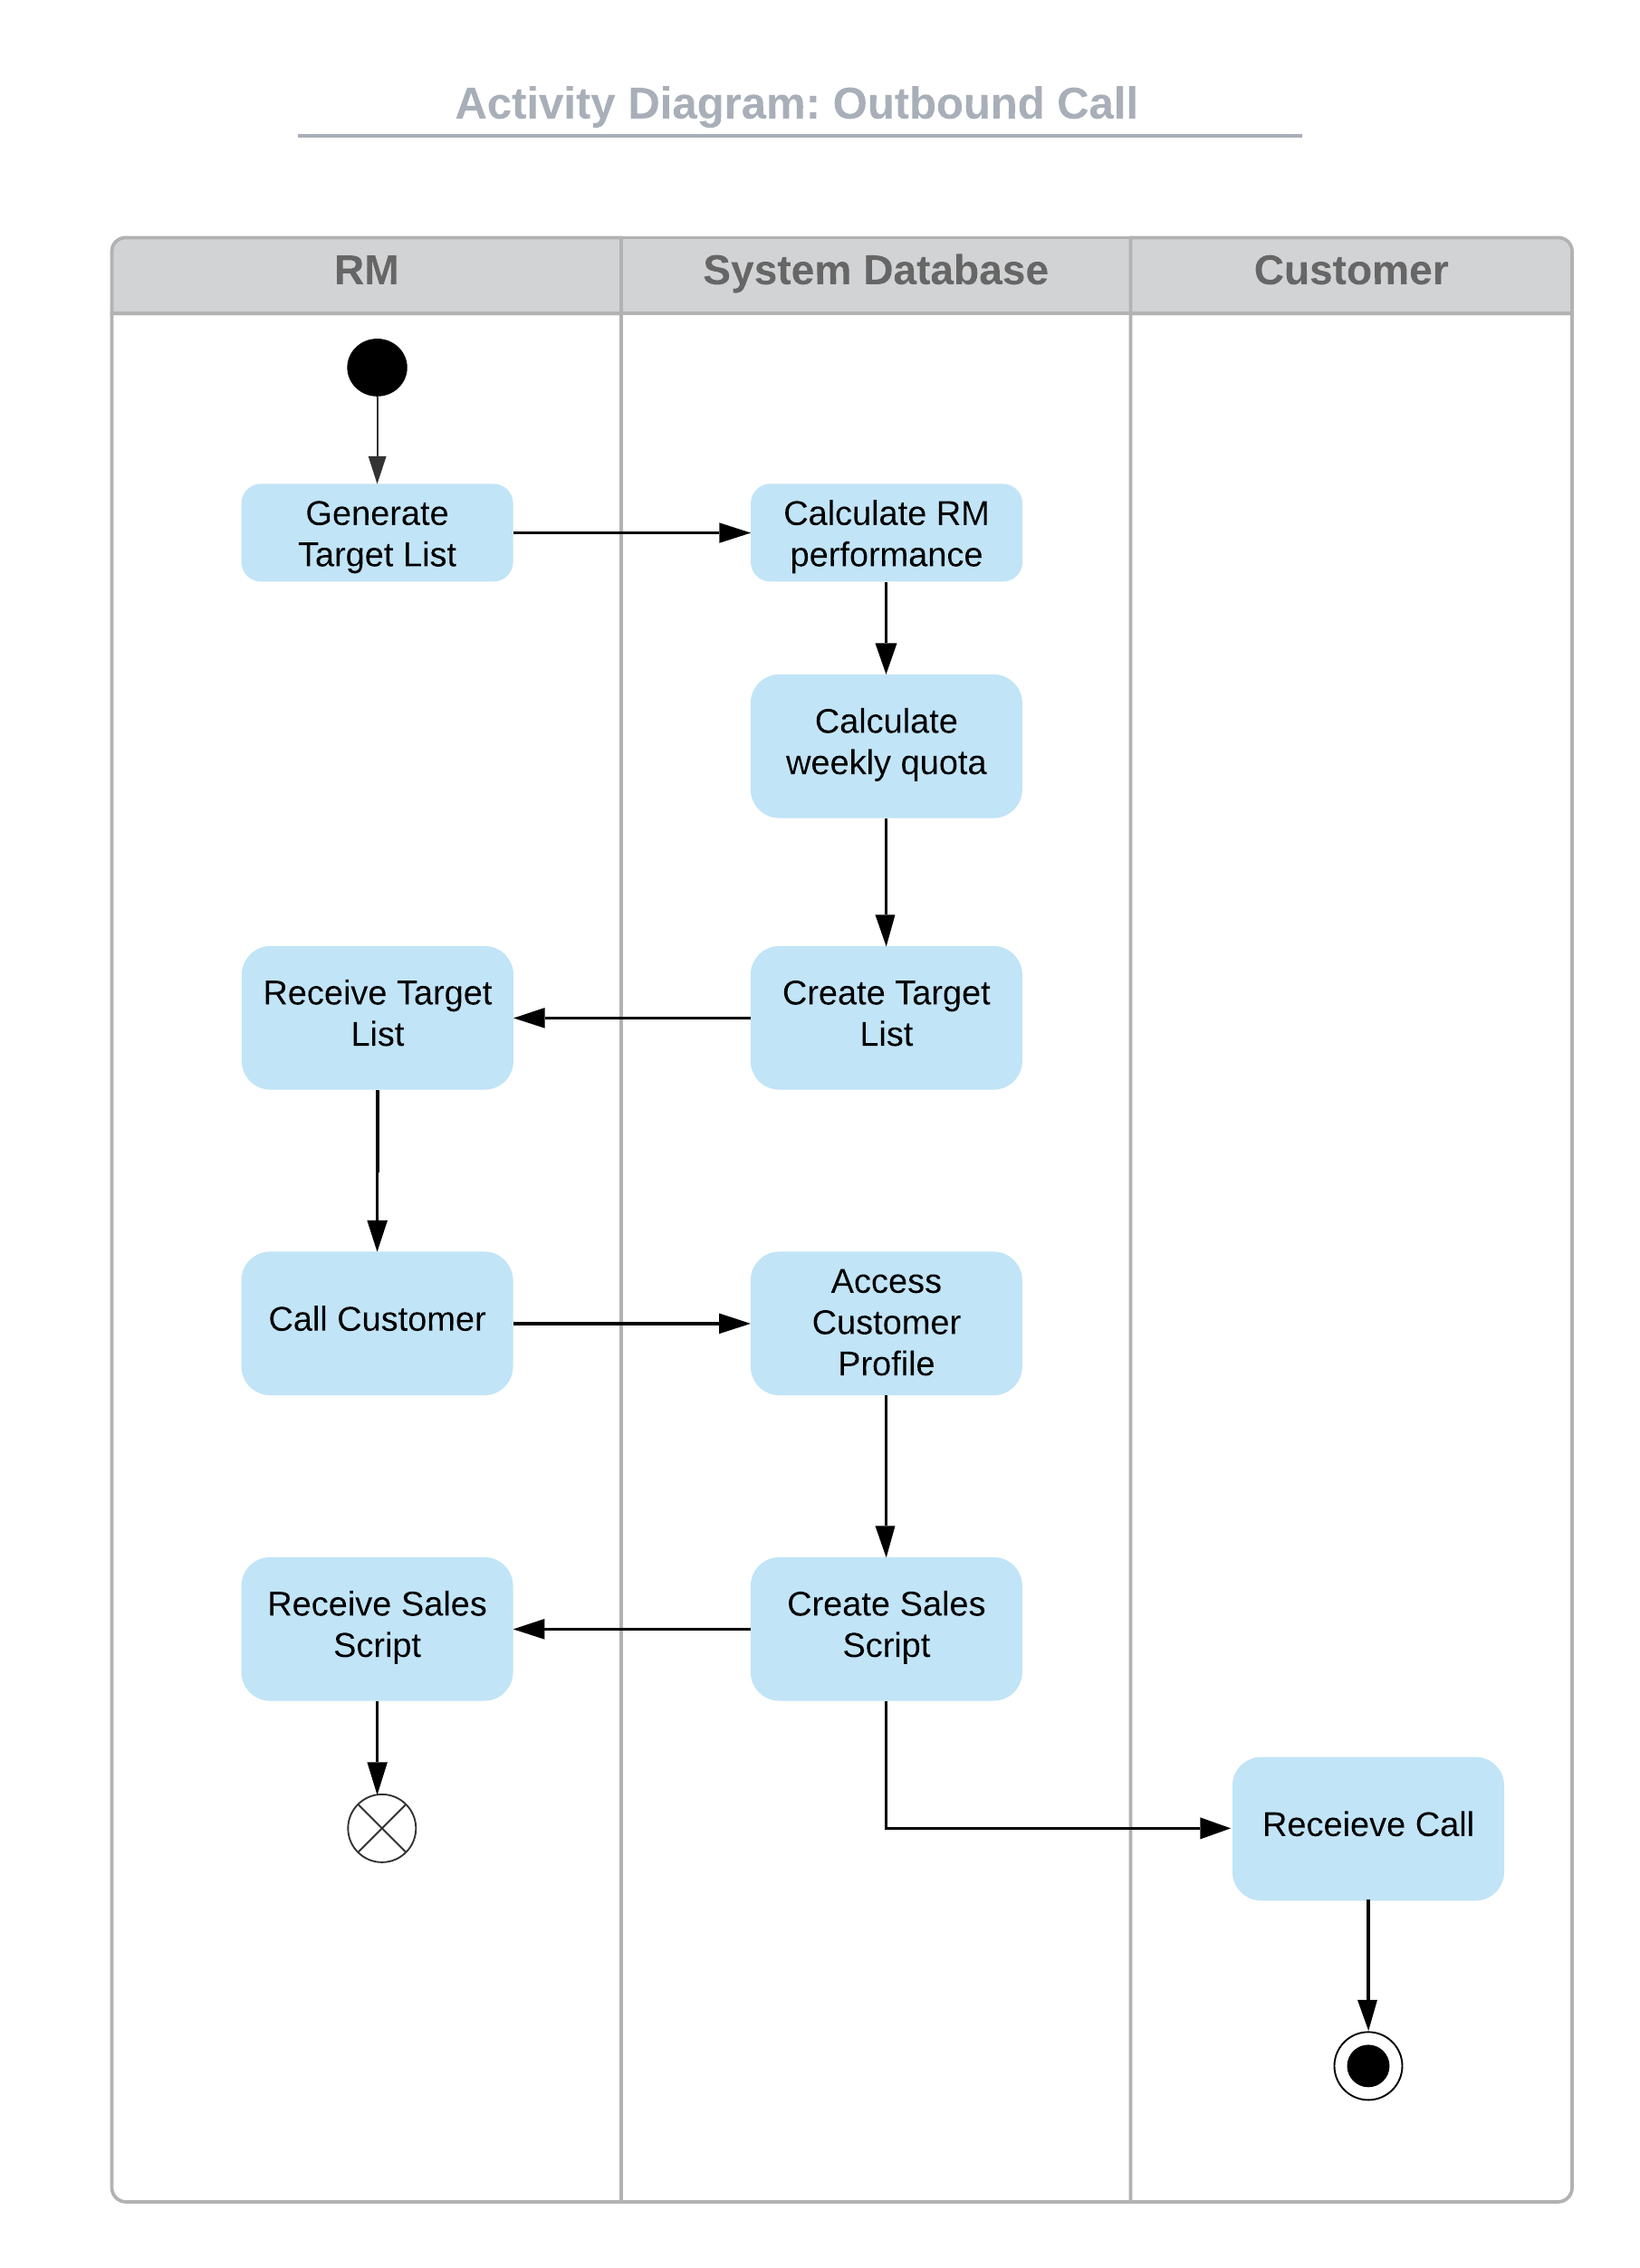 Activity Diagram: Outbound Call
RM
System Database
Customer
Generate
Target List
Calculate RM
performance
Calculate
weekly quota
Receive Target
List
Create Target
List
Call Customer
Access
Customer
Profile
Receive Sales
Script
Create Sales
Script
Receieve Call